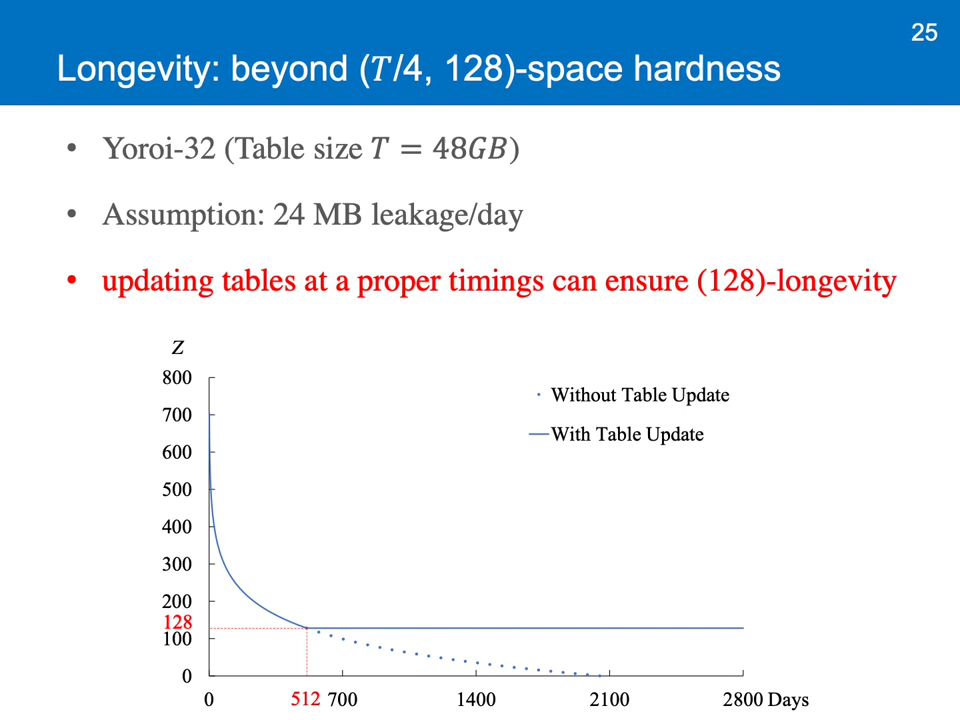 25
Longevity: beyond (T/4, 128)-space hardness
• Yoroi-32 (Table size T = 48GB)
• Assumption: 24 MB leakage/day
• updating tables at a proper timings can ensure (128)-longevity
Z
800
700
600
500
400
300
200
128
100
0
Without Table Update
With Table Update
0 512 700 1400 2100 2800 Days